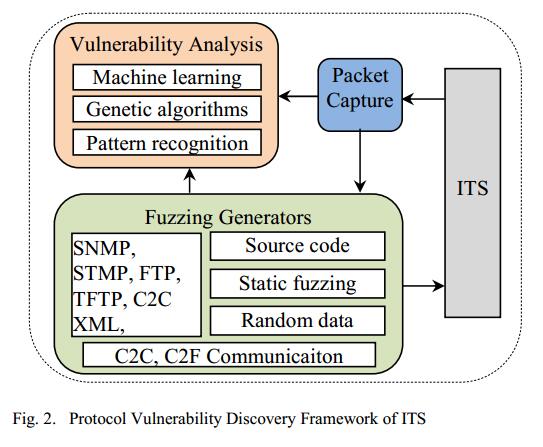 Vulnerability Analysis
Machine learning
Genetic algorithms
Pattern recognition
Packet
Capture
ITS
Fuzzing Generators
SNMP,
STMP, FTP,
TFTP, C2C
XML,
Source code
Static fuzzing
Random data
C2C, C2F Communicaiton
Fig. 2. Protocol Vulnerability Discovery Framework of ITS